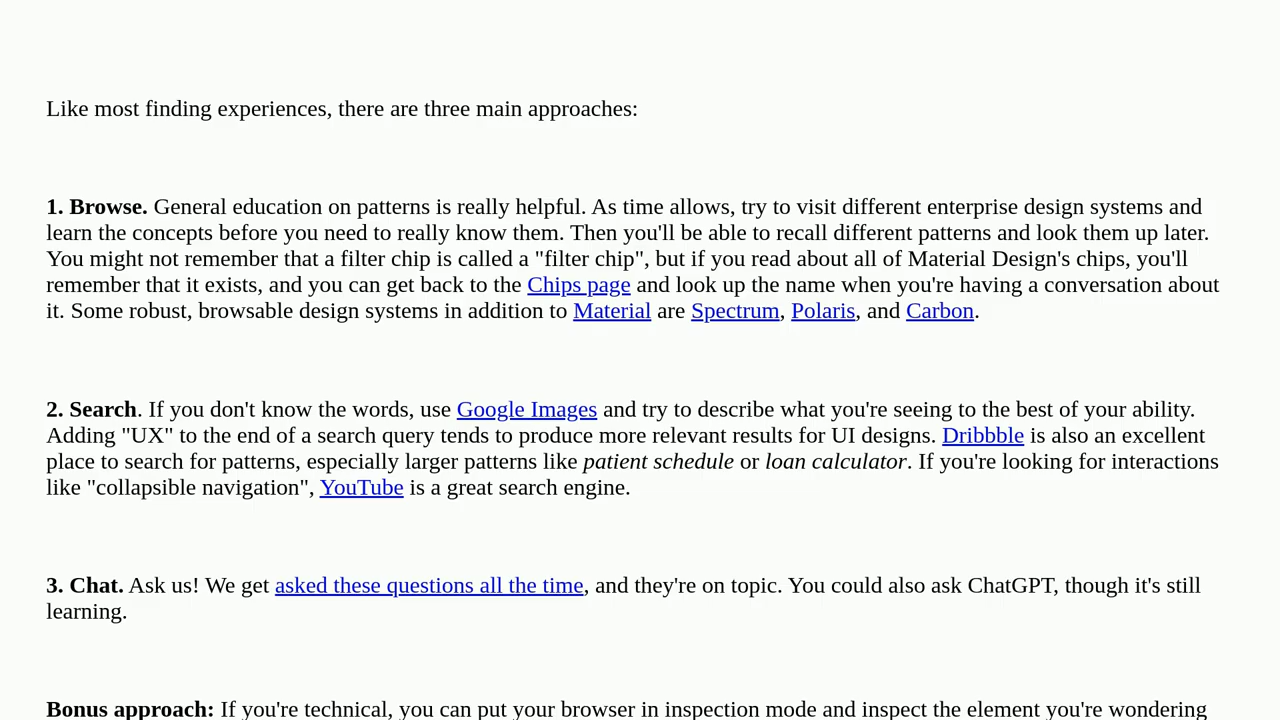 Like most finding experiences, there are three main approaches:
1. Browse. General education on patterns is really helpful. As time allows, try to visit different enterprise design systems and
learn the concepts before you need to really know them. Then you'll be able to recall different patterns and look them up later.
You might not remember that a filter chip is called a "filter chip", but if you read about all of Material Design's chips, you'll
remember that it exists, and you can get back to the Chips page and look up the name when you're having a conversation about
it. Some robust, browsable design systems in addition to Material are Spectrum, Polaris, and Carbon.
2. Search. If you don't know the words, use Google Images and try to describe what you're seeing to the best of your ability.
Adding "UX" to the end of a search query tends to produce more relevant results for UI designs. Dribbble is also an excellent
place to search for patterns, especially larger patterns like patient schedule or loan calculator. If you're looking for interactions
like "collapsible navigation", YouTube is a great search engine.
3. Chat. Ask us! We get asked these questions all the time, and they're on topic. You could also ask ChatGPT, though it's still
learning.
Bonus approach: If you're technical, you can put your browser in inspection mode and inspect the element you're wondering